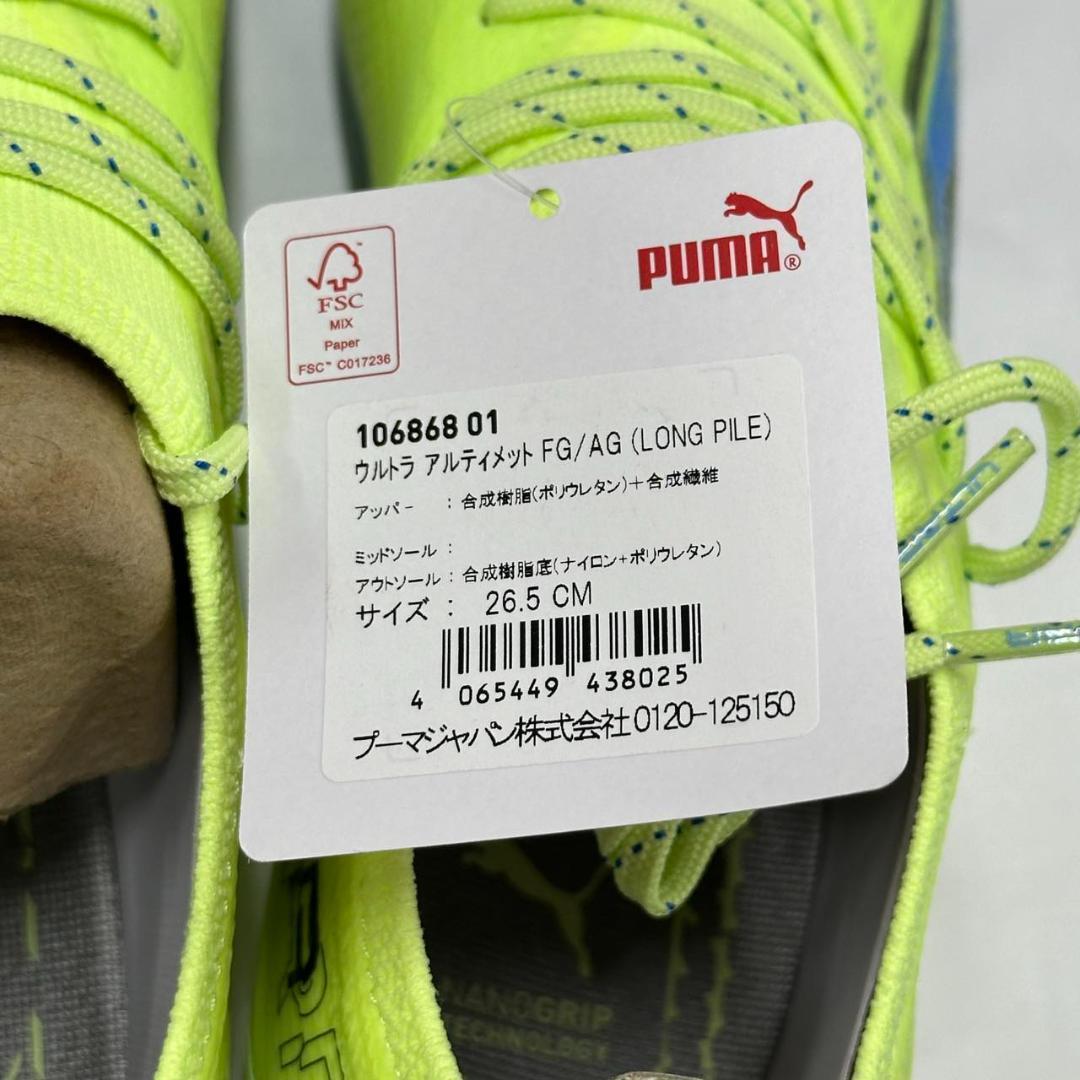 PUMA®
FSC
MIX
Paper
FSC™ C017236
106868 01
ウルトラ アルティメット FG/AG (LONG PILE)
アッパー : 合成樹脂(ポリウレタン)+合成繊維
ミッドソール :
アウトソール : 合成樹脂底(ナイロン+ポリウレタン)
サイズ : 26.5 CM
4 065449 438025
プーマジャパン株式会社 0120-125150
NANOGRIP
TECHNOLOGY